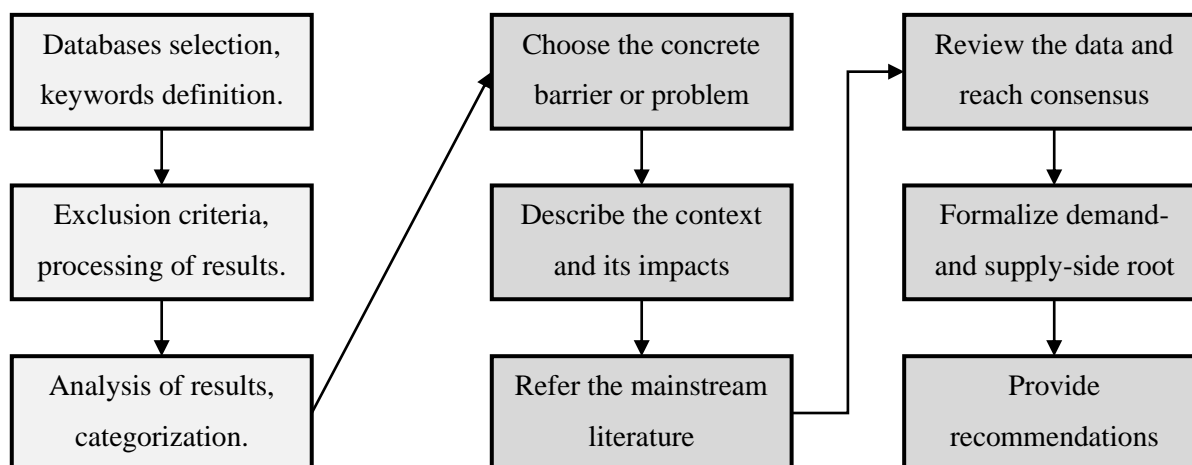 Databases selection,
keywords definition.
Exclusion criteria,
processing of results.
Analysis of results,
categorization.
Choose the concrete
barrier or problem
Describe the context
and its impacts
Refer the mainstream
literature
Review the data and
reach consensus
Formalize demand-
and supply-side root
Provide
recommendations